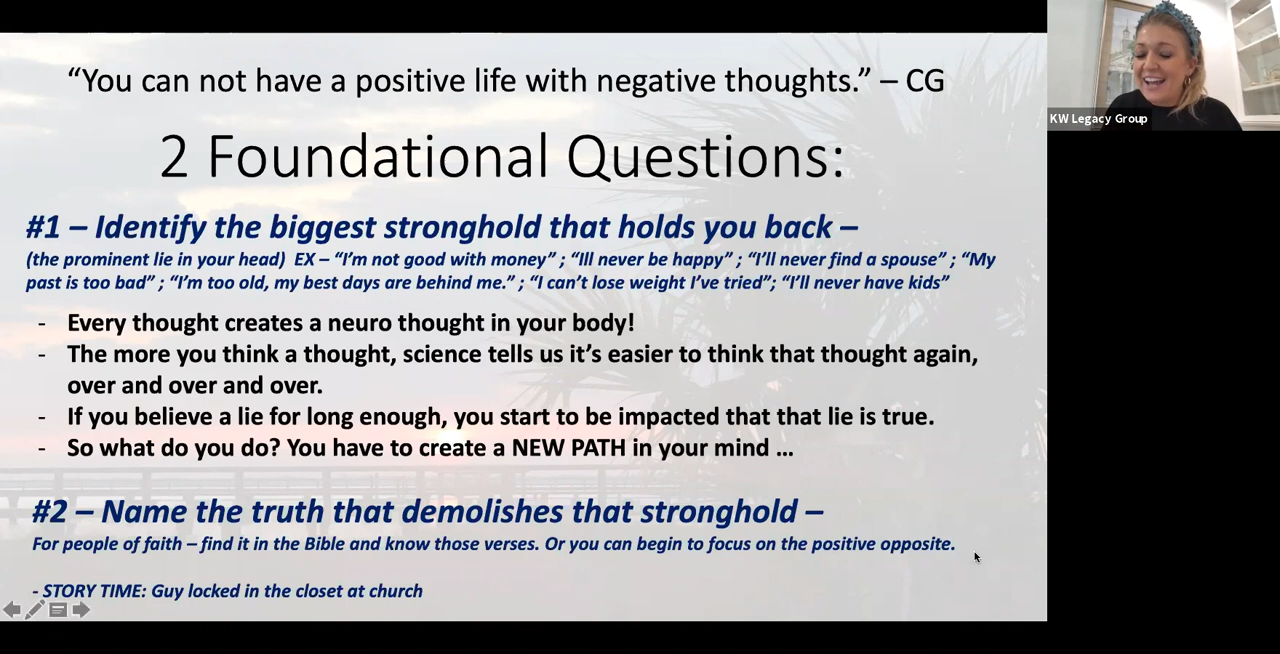 “You can not have a positive life with negative thoughts.” – CG
2 Foundational Questions:
#1 – Identify the biggest stronghold that holds you back –
(the prominent lie in your head)  EX – “I’m not good with money” ; “Ill never be happy” ; “I’ll never find a spouse” ; “My
past is too bad” ; “I’m too old, my best days are behind me.” ; “I can’t lose weight I’ve tried”; “I’ll never have kids”
- Every thought creates a neuro thought in your body!
- The more you think a thought, science tells us it’s easier to think that thought again,
over and over and over.
- If you believe a lie for long enough, you start to be impacted that that lie is true.
- So what do you do? You have to create a NEW PATH in your mind …
#2 – Name the truth that demolishes that stronghold –
For people of faith – find it in the Bible and know those verses. Or you can begin to focus on the positive opposite.
- STORY TIME: Guy locked in the closet at church
KW Legacy Group